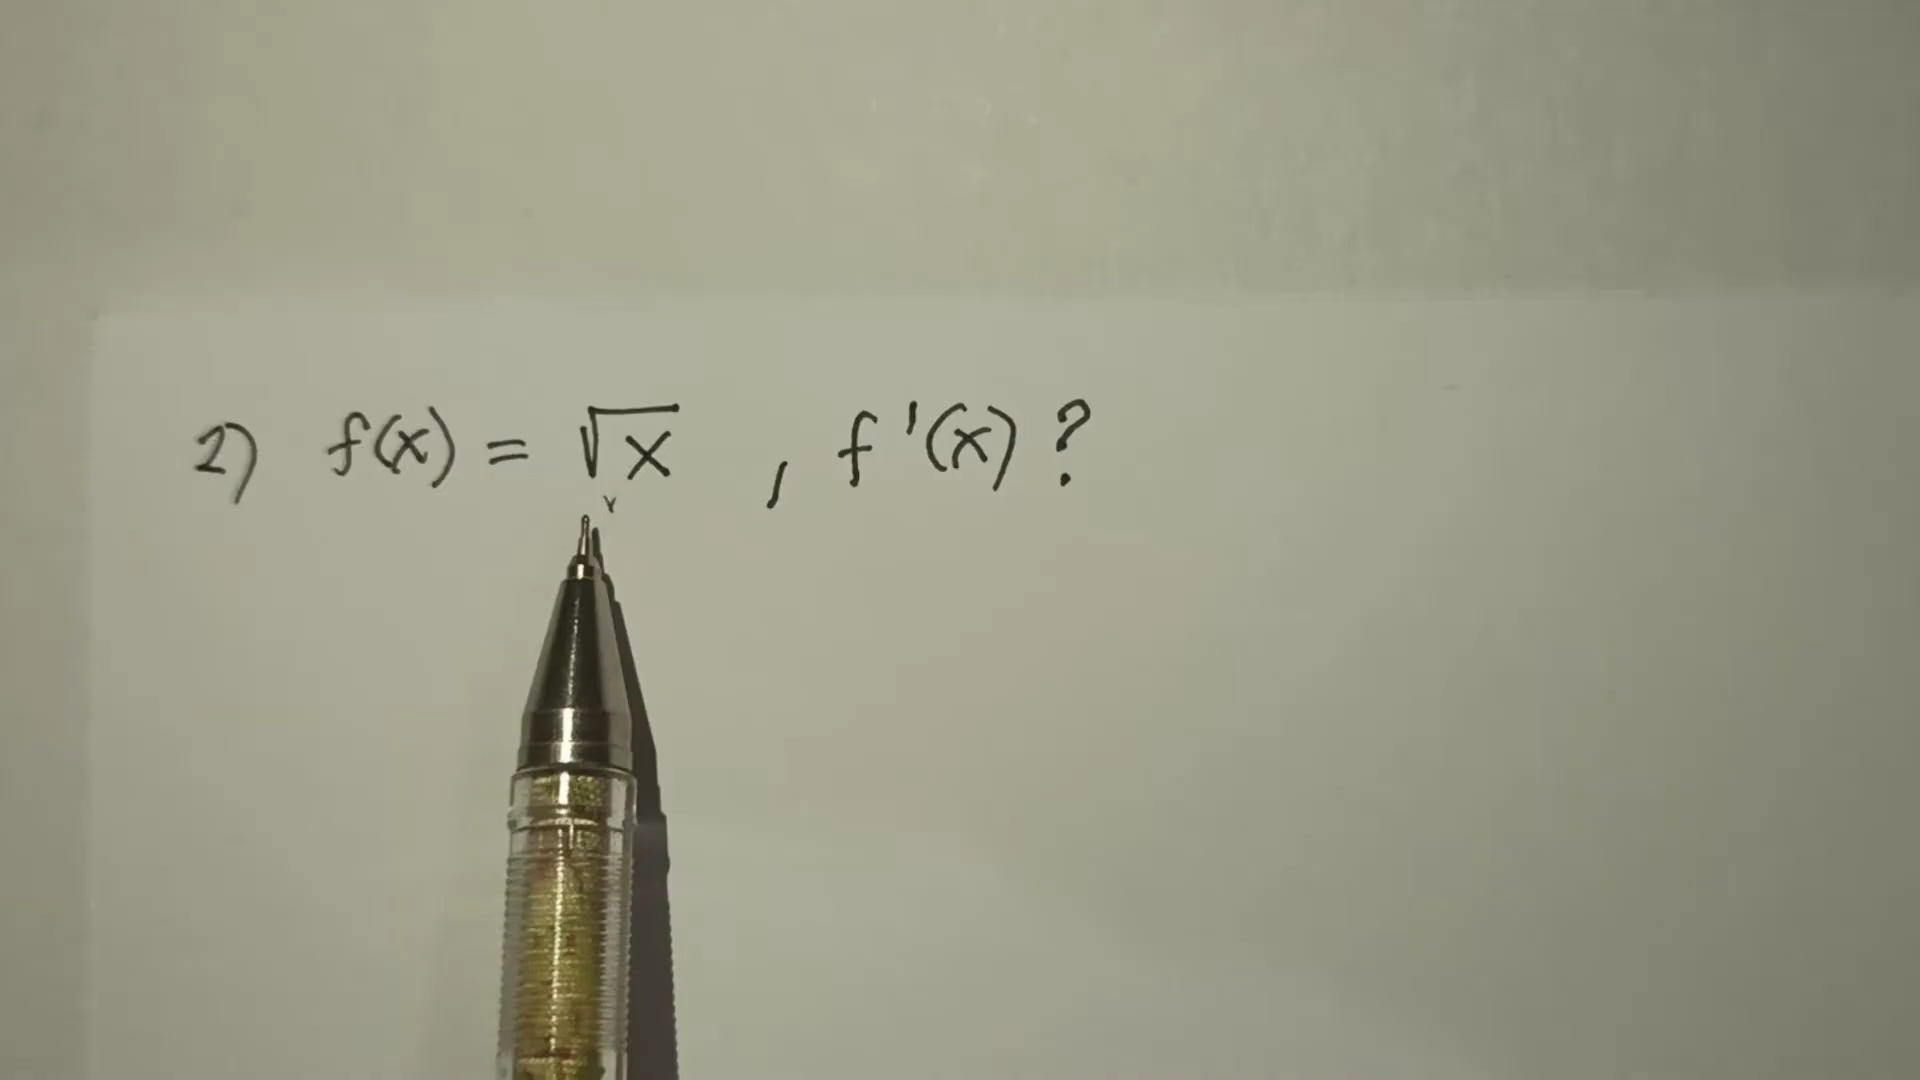 2) f(x) = √x , f'(x) ?